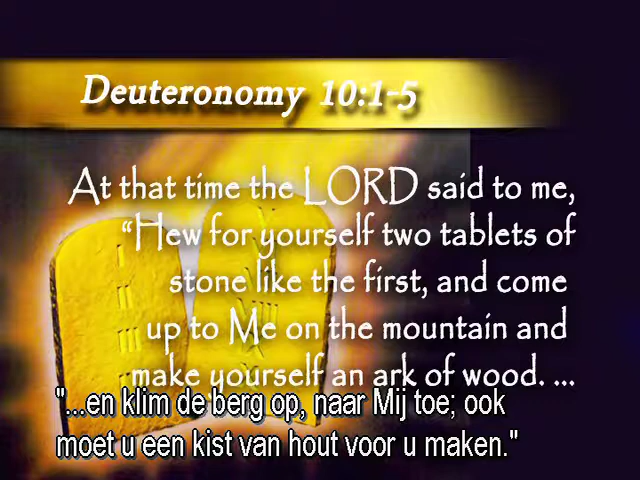 Deuteronomy 10:1-5
At that time the LORD said to me,
“Hew for yourself two tablets of
stone like the first, and come
up to Me on the mountain and
make yourself an ark of wood. ...
"...en klim de berg op, naar Mij toe; ook
moet u een kist van hout voor u maken."